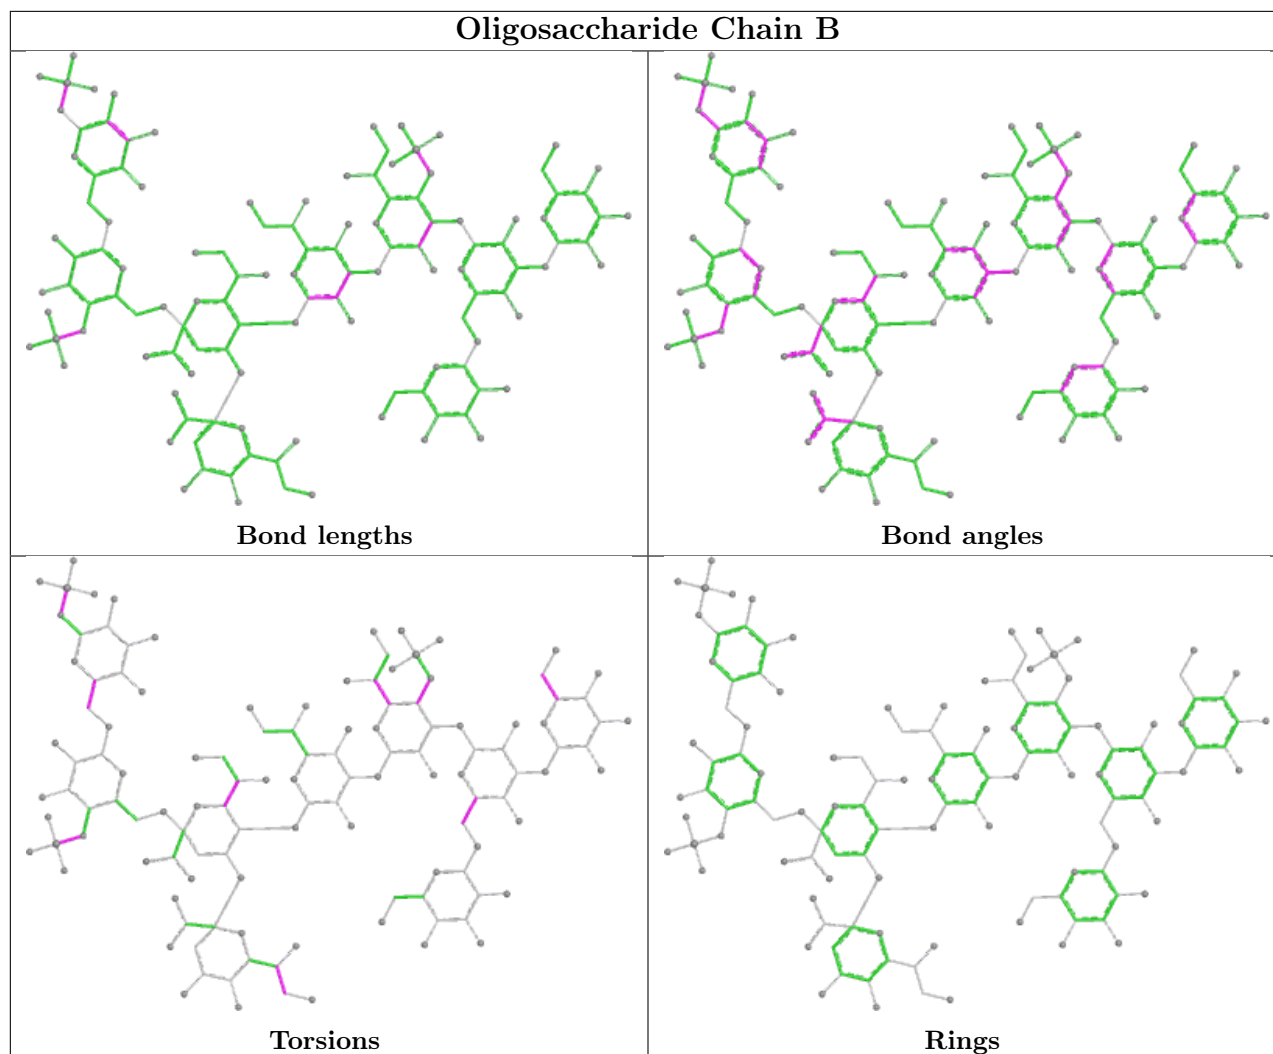 Oligosaccharide Chain B
Bond lengths
Bond angles
Torsions
Rings